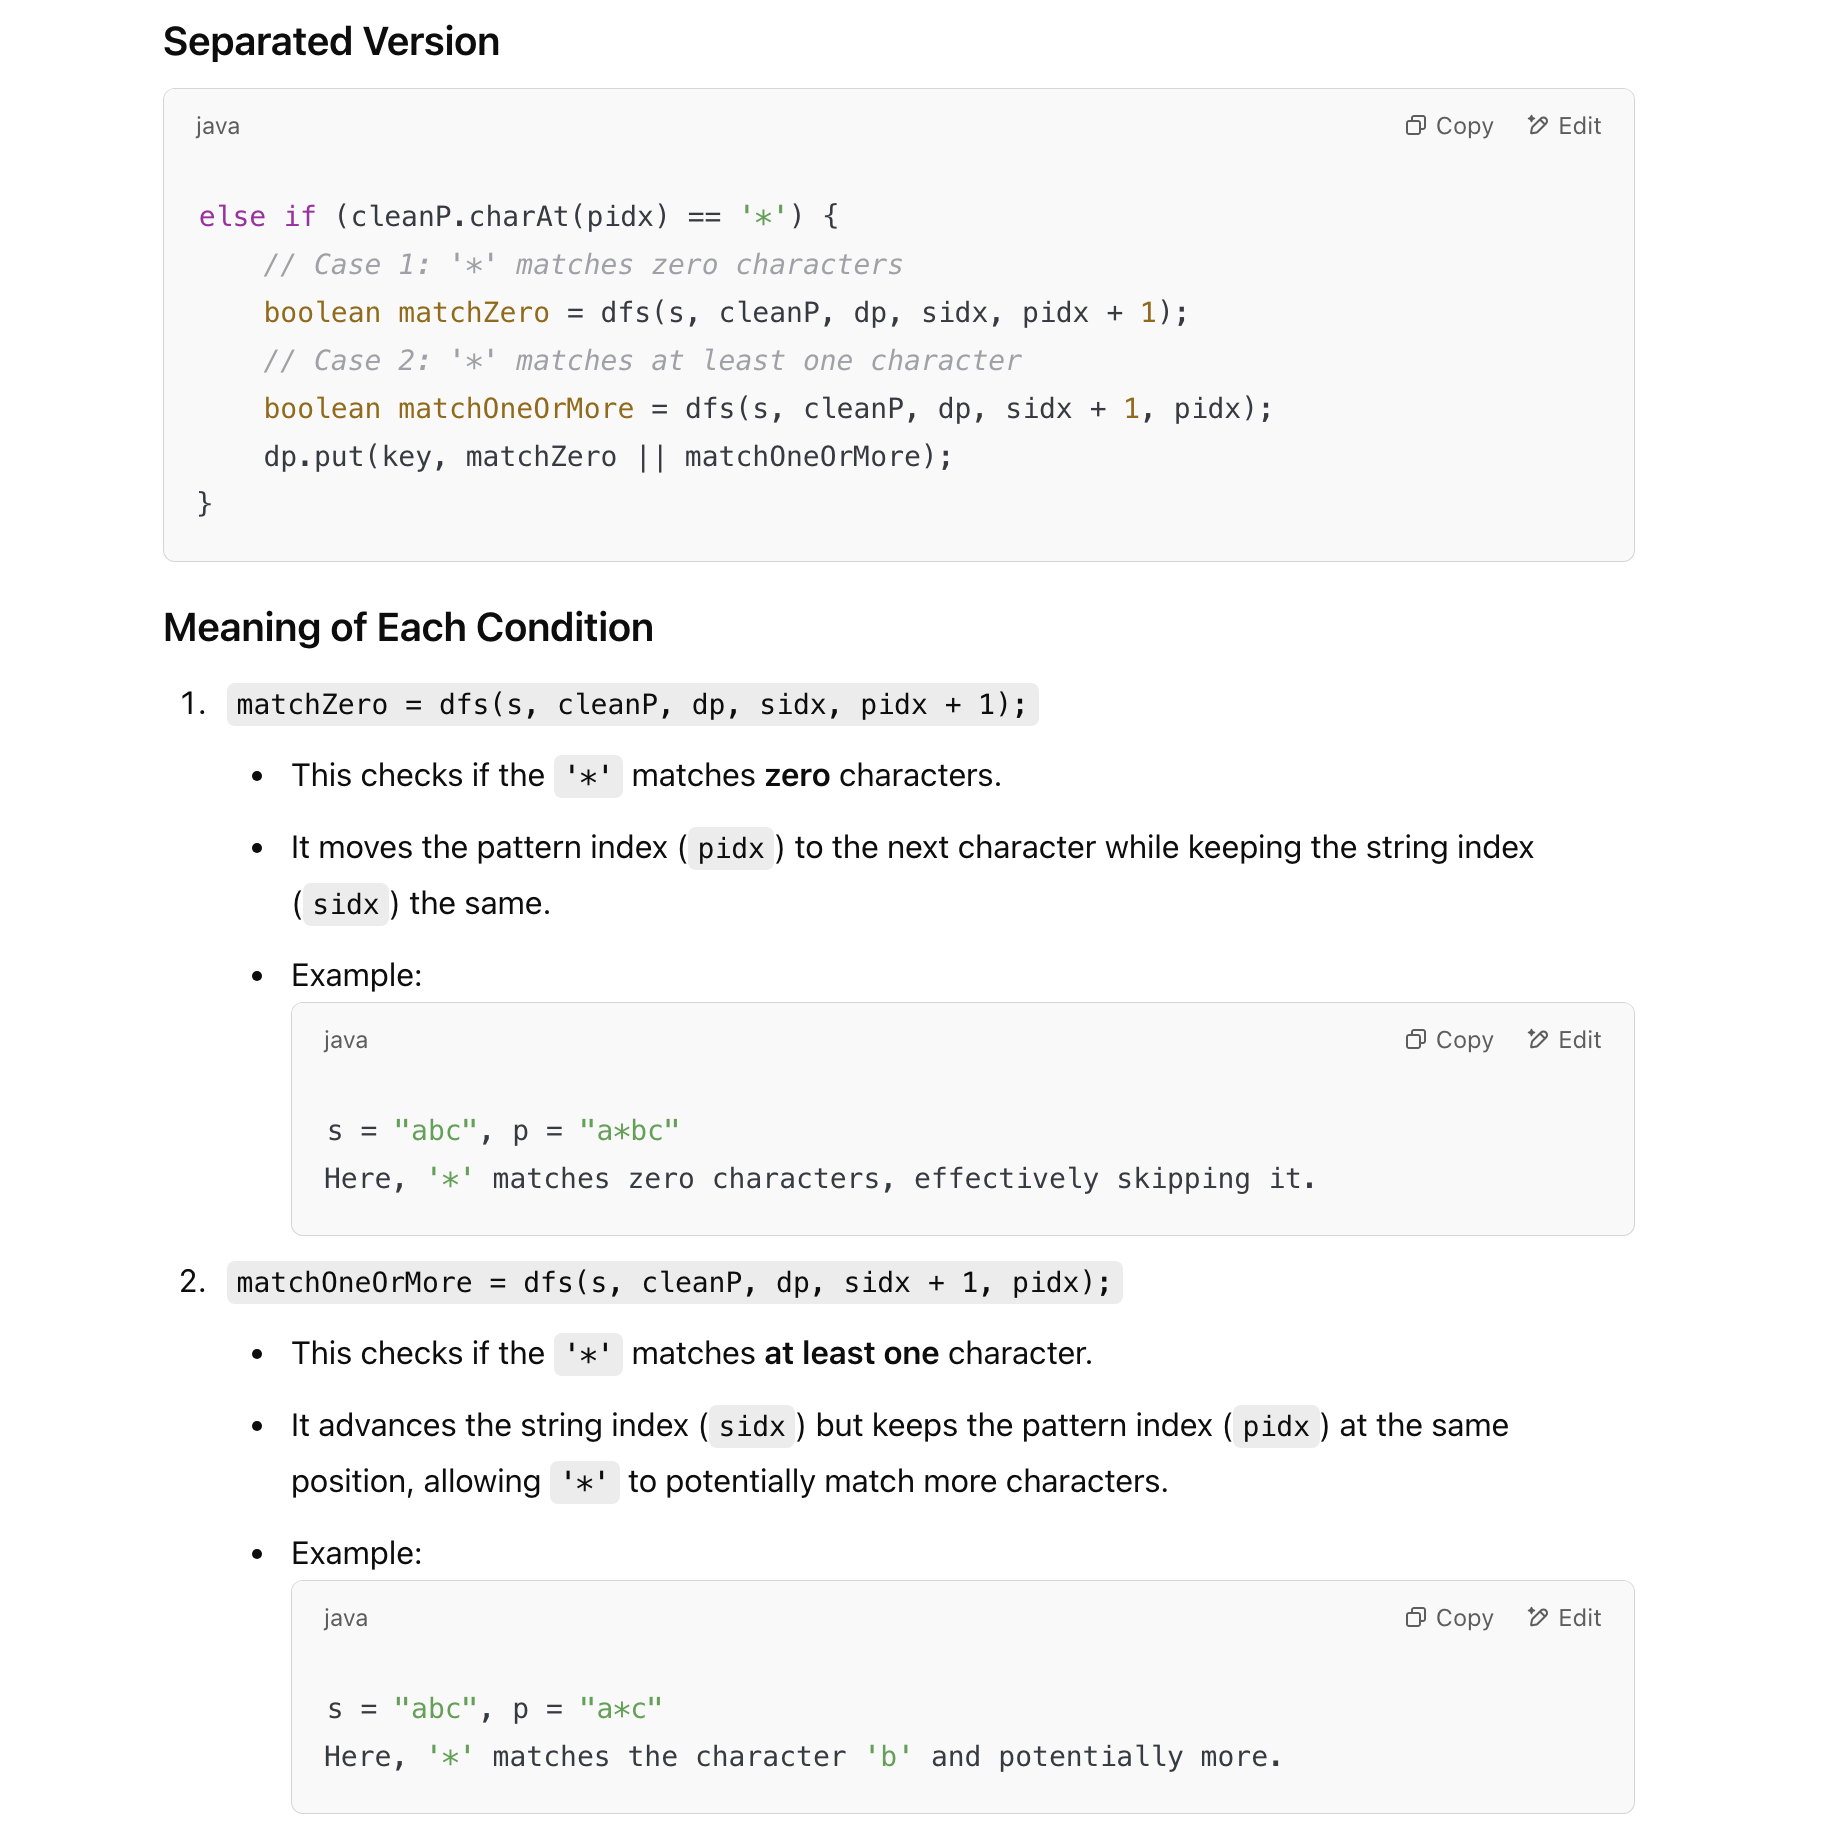 Separated Version
java
Copy
Edit
else if (cleanP.charAt(pidx) == '*') {
// Case 1: '*' matches zero characters
boolean matchZero = dfs(s, cleanP, dp, sidx, pidx + 1);
// Case 2: '*' matches at least one character
boolean matchOneOrMore = dfs(s, cleanP, dp, sidx + 1, pidx);
dp.put(key, matchZero || matchOneOrMore);
}
Meaning of Each Condition
1. matchZero = dfs(s, cleanP, dp, sidx, pidx + 1);
• This checks if the '*' matches zero characters.
• It moves the pattern index (pidx) to the next character while keeping the string index
(sidx) the same.
• Example:
java
Copy
Edit
s = "abc", p = "a*bc"
Here, '*' matches zero characters, effectively skipping it.
2. matchOneOrMore = dfs(s, cleanP, dp, sidx + 1, pidx);
• This checks if the '*' matches at least one character.
• It advances the string index (sidx) but keeps the pattern index (pidx) at the same
position, allowing '*' to potentially match more characters.
• Example:
java
Copy
Edit
s = "abc", p = "a*c"
Here, '*' matches the character 'b' and potentially more.